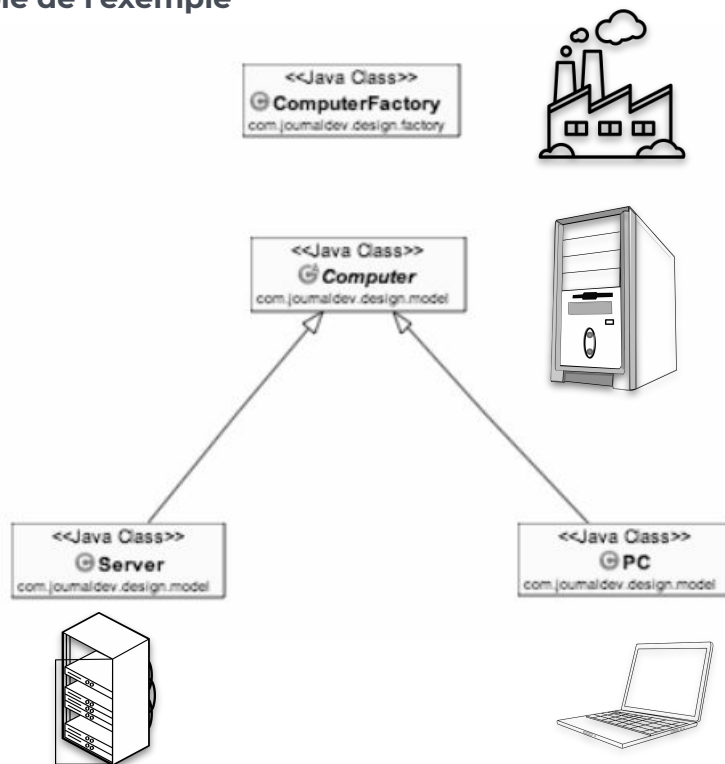 de l'exemple
<<Java Class>>
ComputerFactory
com.journaldev.design.factory
<<Java Class>>
Computer
com.journaldev.design.model
<<Java Class>>
Server
com.journaldev.design.model
<<Java Class>>
PC
com.journaldev.design.model